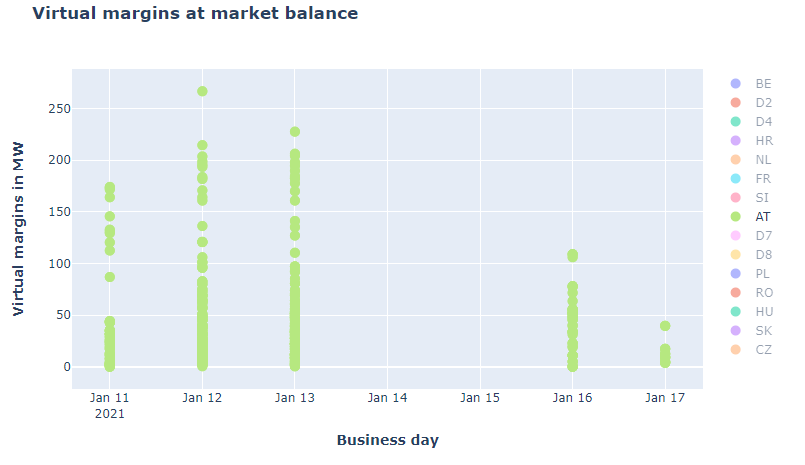 Virtual margins at market balance
Virtual margins in MW
250
200
150
100
50
0
Jan 11
2021
Jan 12
Jan 13
Jan 14
Jan 15
Jan 16
Jan 17
Business day
BE
D2
D4
HR
NL
FR
SI
AT
D7
D8
PL
RO
HU
SK
CZ